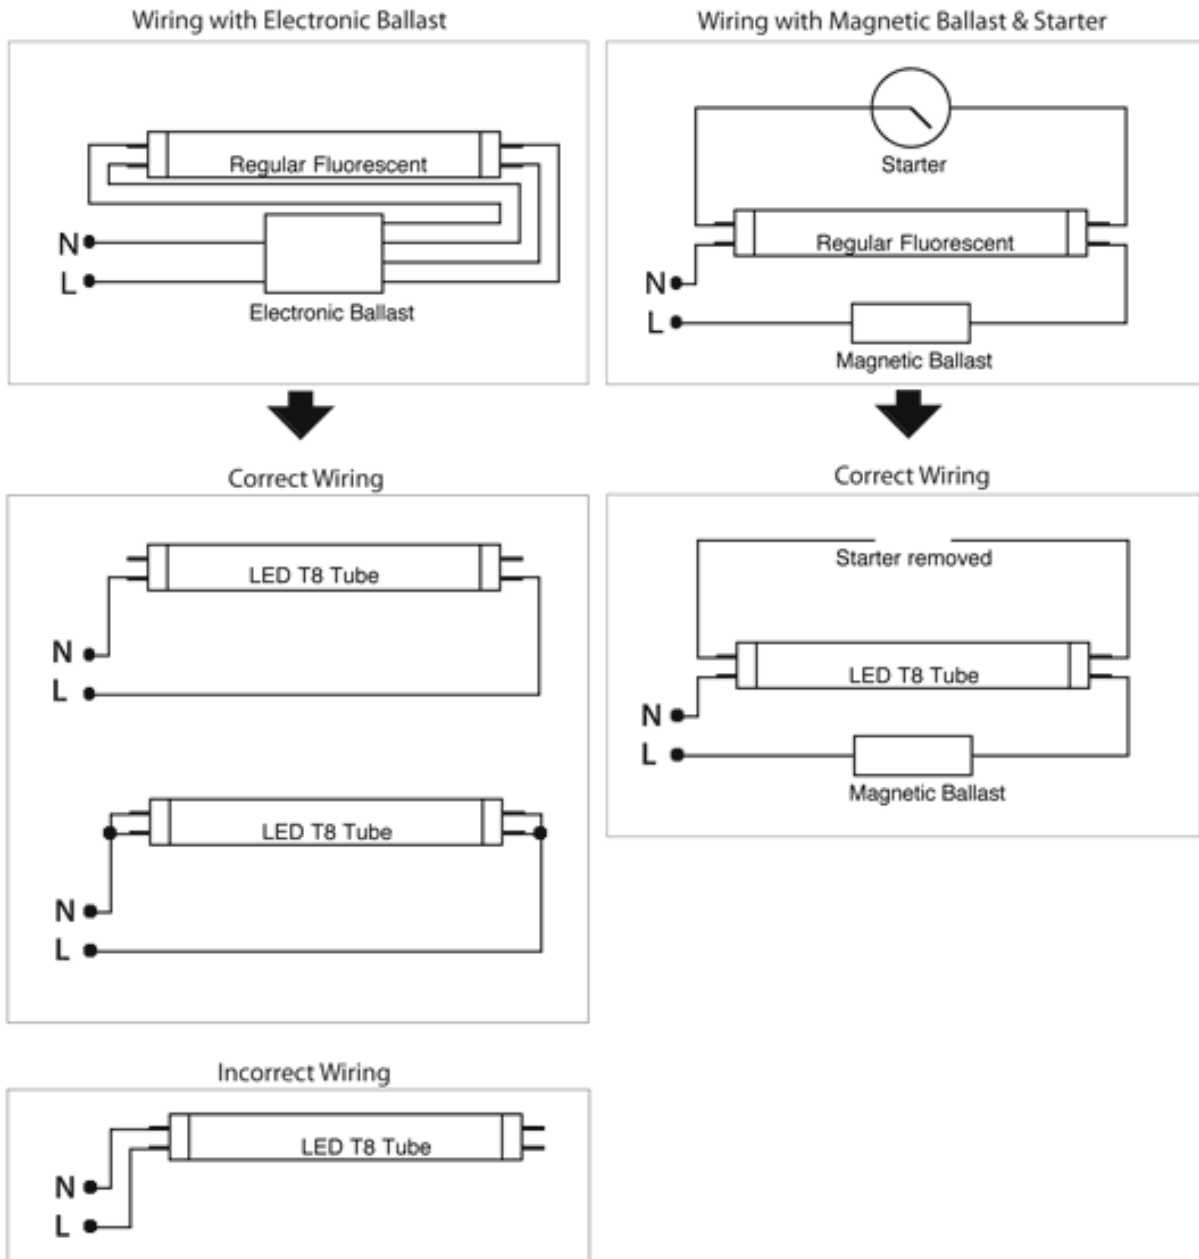 Wiring with Electronic Ballast
Regular Fluorescent
N
L
Electronic Ballast
Wiring with Magnetic Ballast & Starter
Starter
Regular Fluorescent
N
L
Magnetic Ballast
Correct Wiring
LED T8 Tube
N
L
LED T8 Tube
N
L
Correct Wiring
Starter removed
LED T8 Tube
N
L
Magnetic Ballast
Incorrect Wiring
LED T8 Tube
N
L